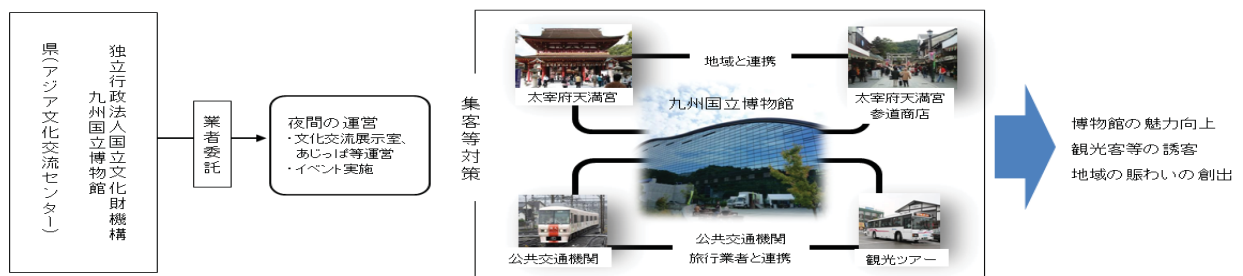 独立行政法人国立文化財機構
九州国立博物館
県(アジア文化交流センター)
業者委託
夜間の運営
・文化交流展示室、
あじっぱ等運営
・イベント実施
集客等対策
太宰府天満宮
地域と連携
太宰府天満宮
参道商店
九州国立博物館
公共交通機関
公共交通機関
旅行業者と連携
観光ツアー
博物館の魅力向上
観光客等の誘客
地域の賑わいの創出